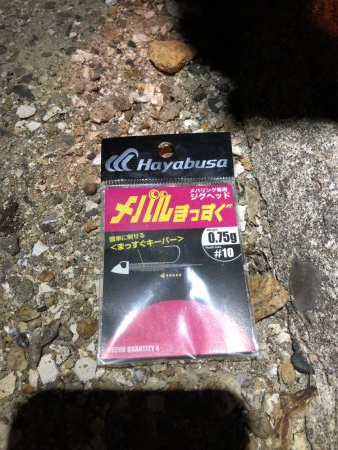 Hayabusa
メバリング専用
ジグヘッド
メバルまっすぐ
簡単に刺せる
<まっすぐキーパー>
0.75g
#10
QUANTITY 4